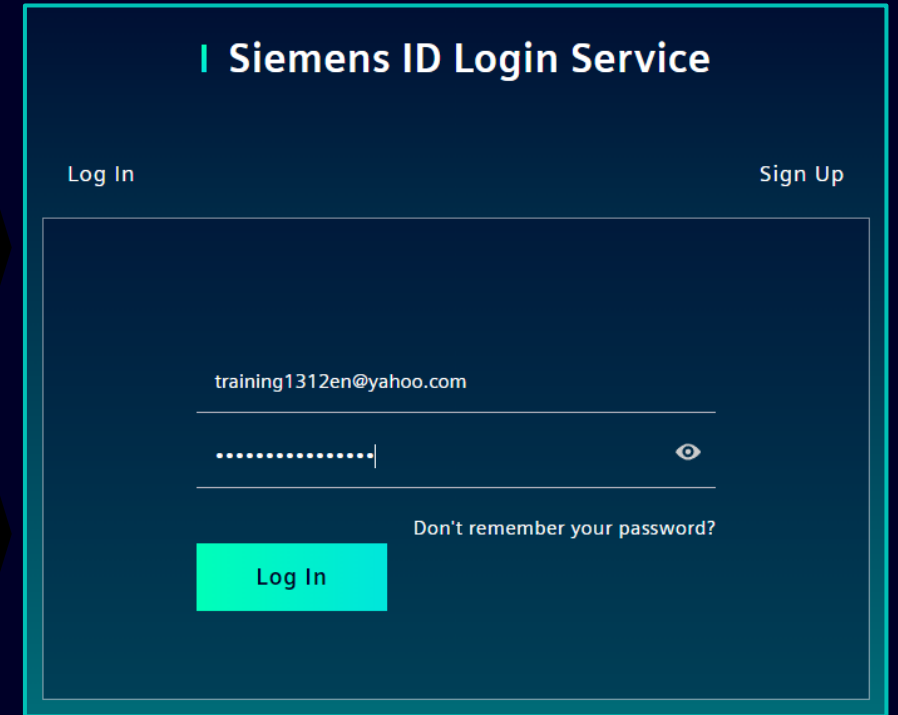 Siemens ID Login Service
Log In
Sign Up
training1312en@yahoo.com
••••••••••••••••
Don't remember your password?
Log In